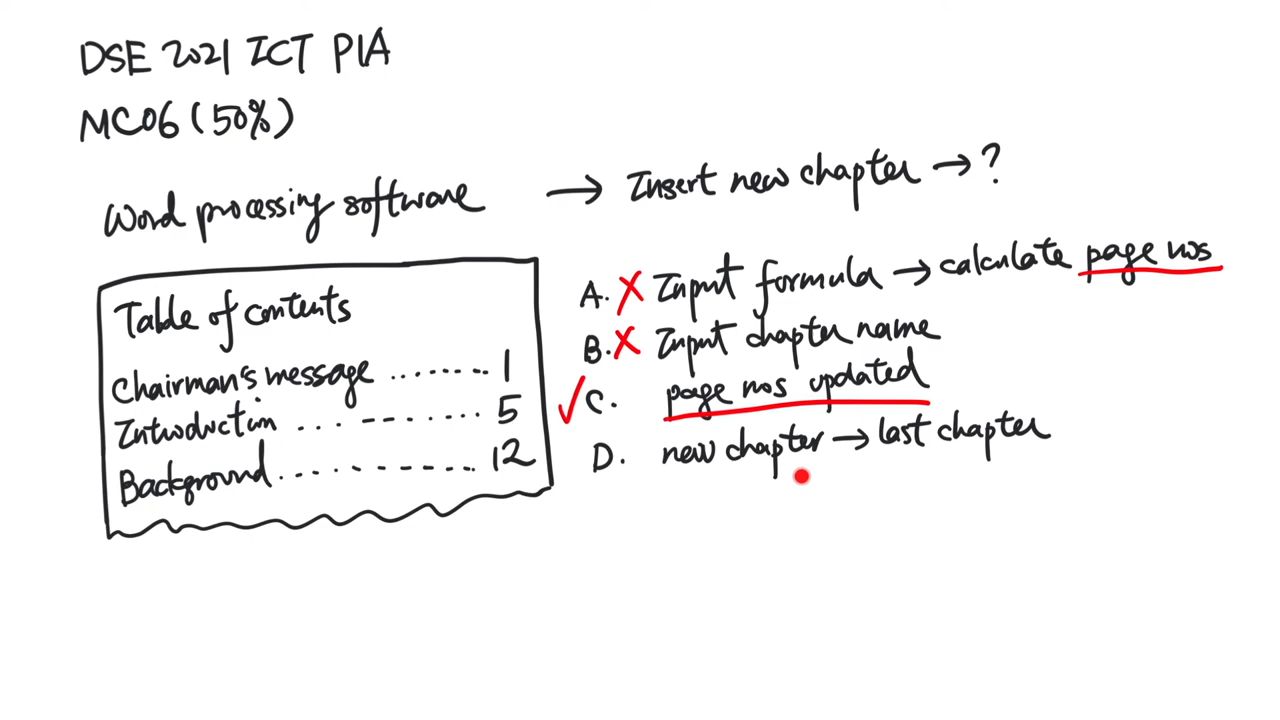 DSE 2021 ICT P1A
MC06 (50%)
Word processing software → Insert new chapter → ?
Table of contents
Chairman's message ........ 1
Introduction ... ........ 5
Background ............ 12
A. ✗ Input formula → calculate page nos
B. ✗ Input chapter name
✓ C. page nos updated
D. new chapter → last chapter